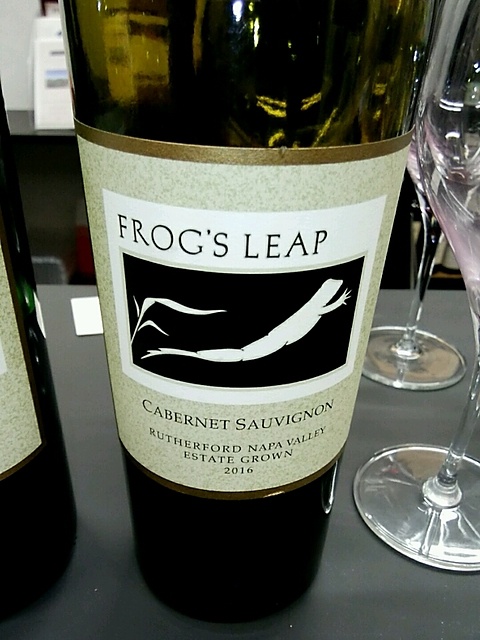 FROG'S LEAP
CABERNET SAUVIGNON
RUTHERFORD NAPA VALLEY
ESTATE GROWN
2016